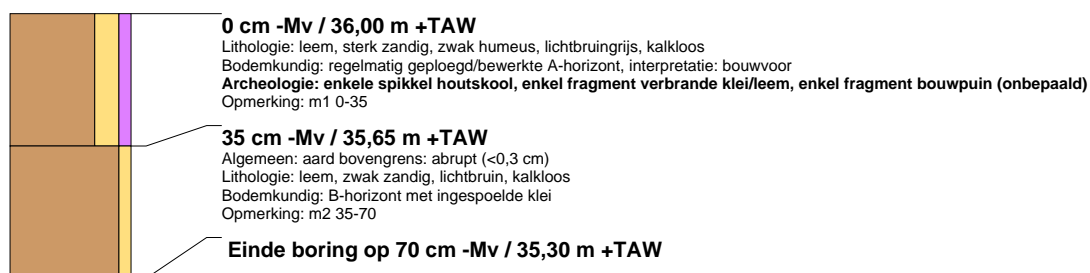 0 cm -Mv / 36,00 m +TAW
Lithologie: leem, sterk zandig, zwak humeus, lichtbruingrijs, kalkloos
Bodemkundig: regelmatig geploegd/bewerkte A-horizont, interpretatie: bouwvoor
Archeologie: enkele spikkel houtskool, enkel fragment verbrande klei/leem, enkel fragment bouwpuin (onbepaald)
Opmerking: m1 0-35
35 cm -Mv / 35,65 m +TAW
Algemeen: aard bovengrens: abrupt (<0,3 cm)
Lithologie: leem, zwak zandig, lichtbruin, kalkloos
Bodemkundig: B-horizont met ingespoelde klei
Opmerking: m2 35-70
Einde boring op 70 cm -Mv / 35,30 m +TAW